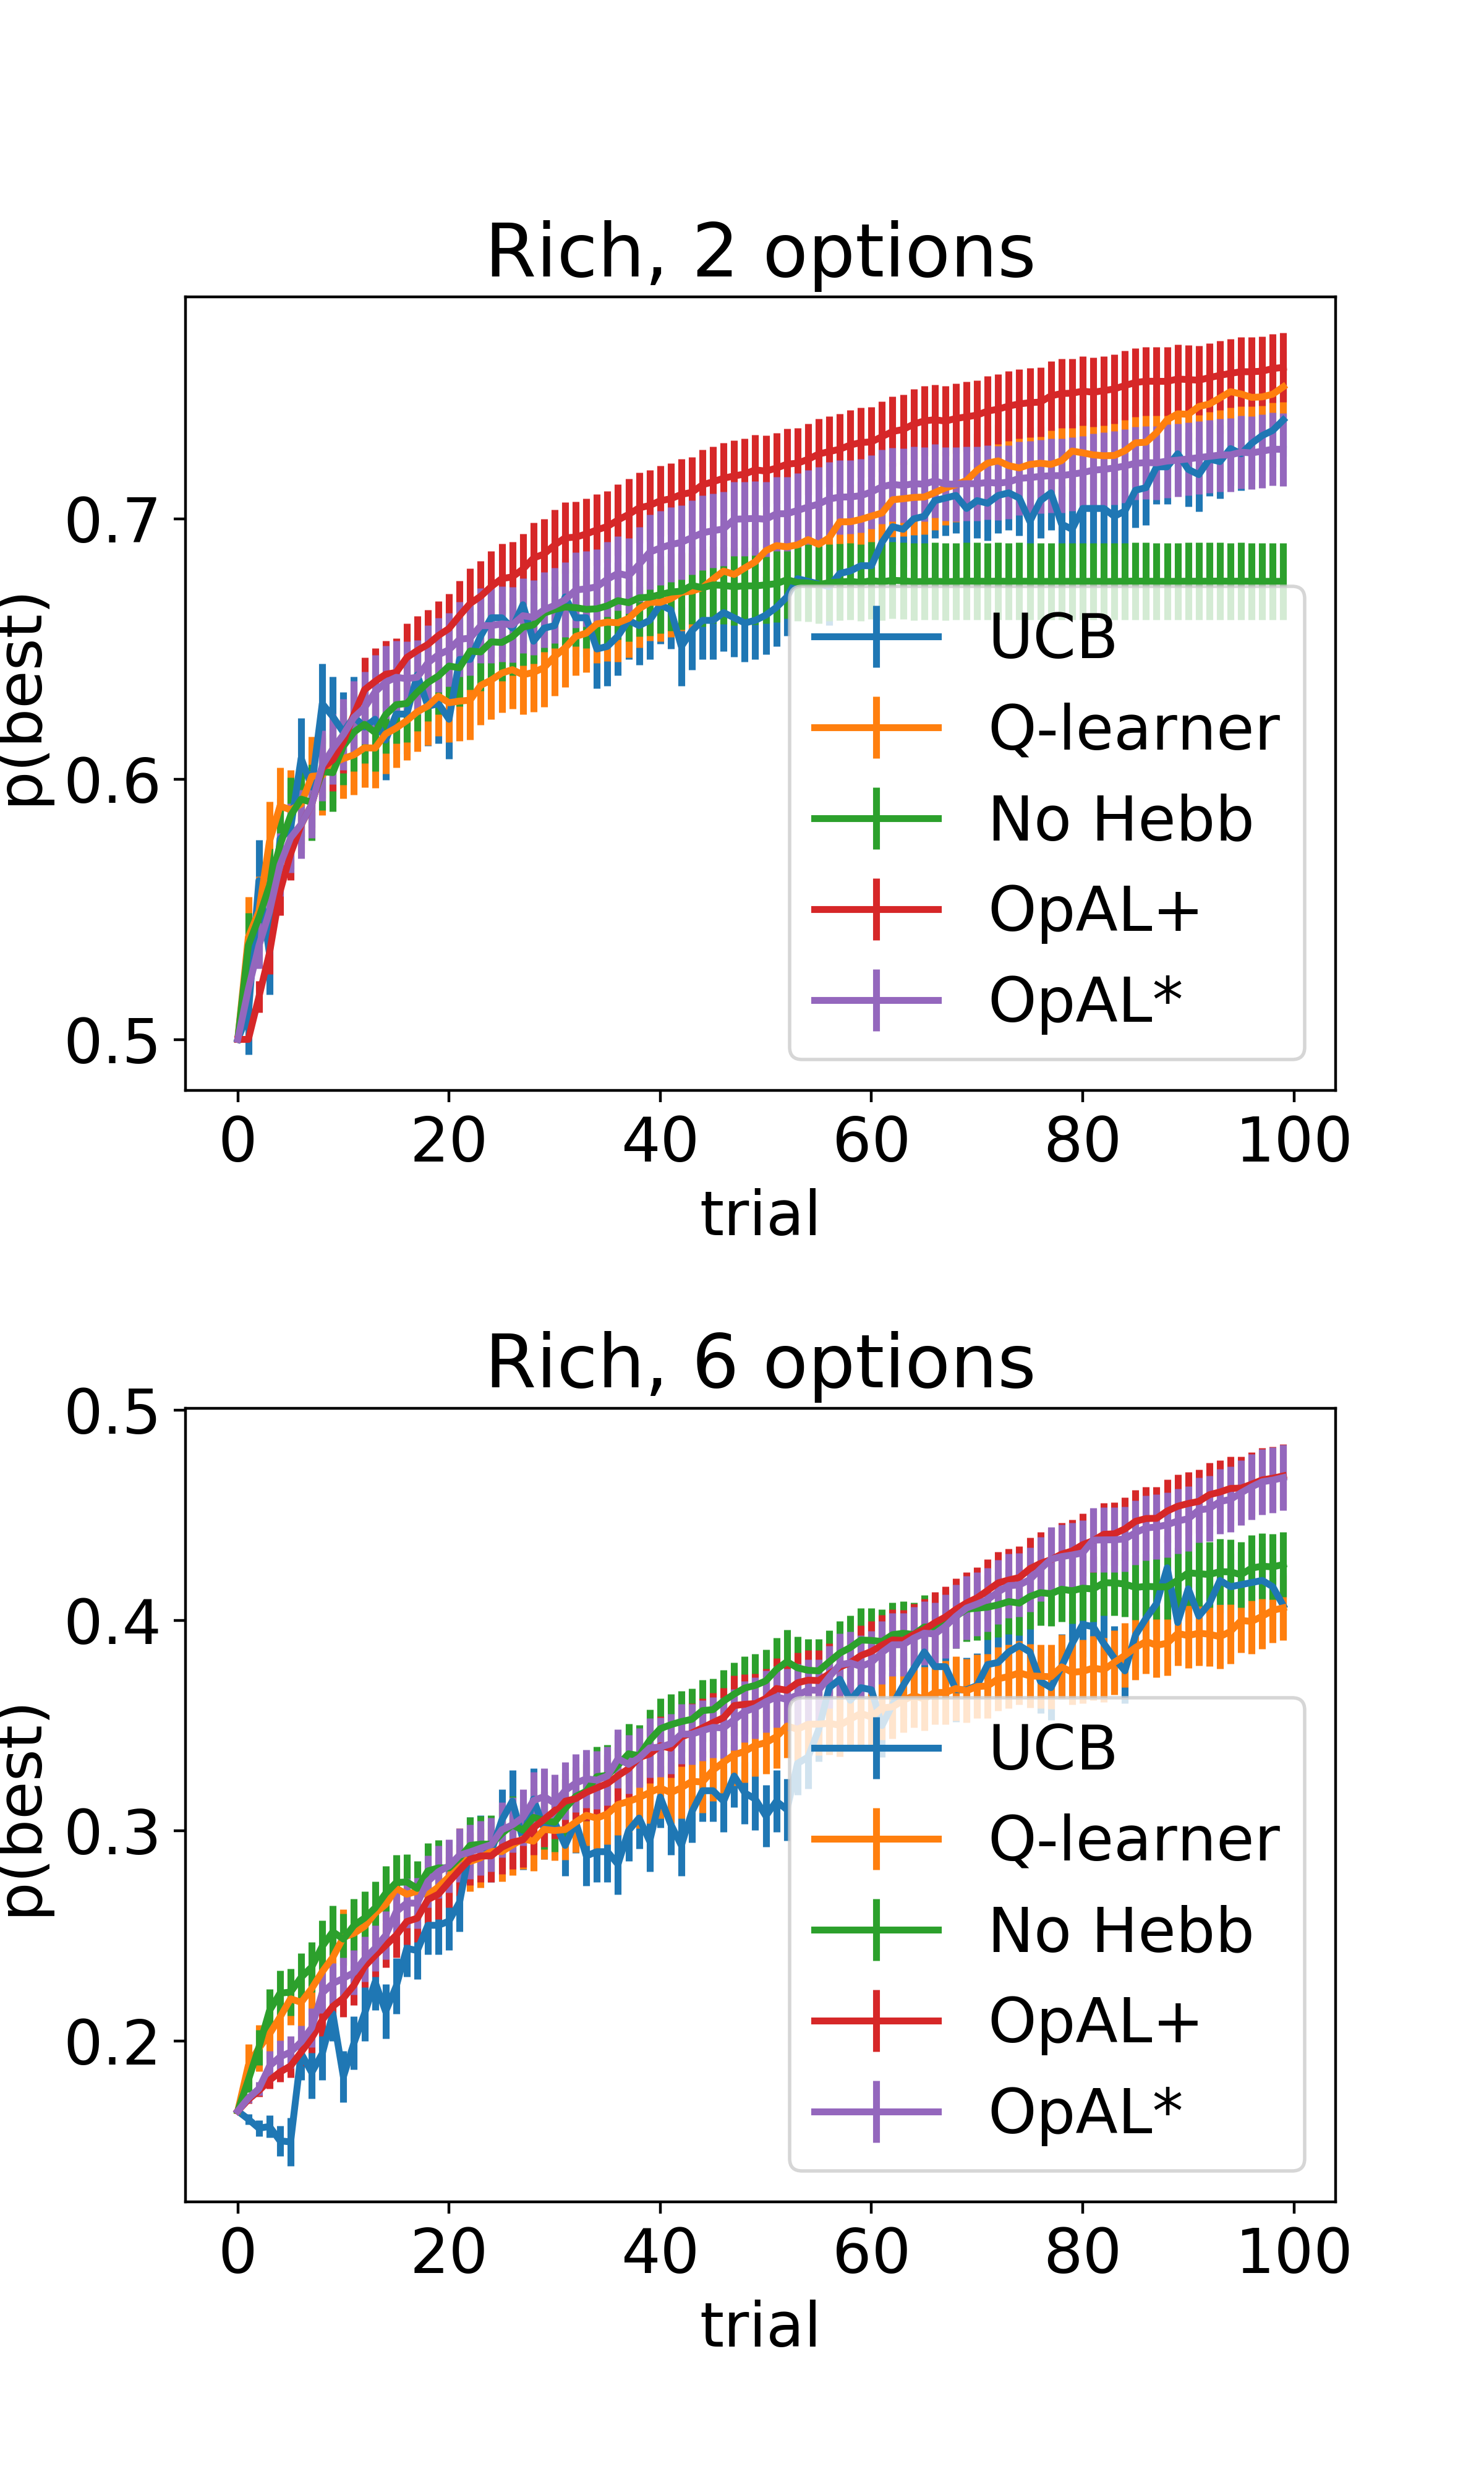 Rich, 2 options
p(best)
0.7
0.6
0.5
0 20 40 60 80 100
trial
UCB
Q-learner
No Hebb
OpAL+
OpAL*
Rich, 6 options
p(best)
0.5
0.4
0.3
0.2
0 20 40 60 80 100
trial
UCB
Q-learner
No Hebb
OpAL+
OpAL*